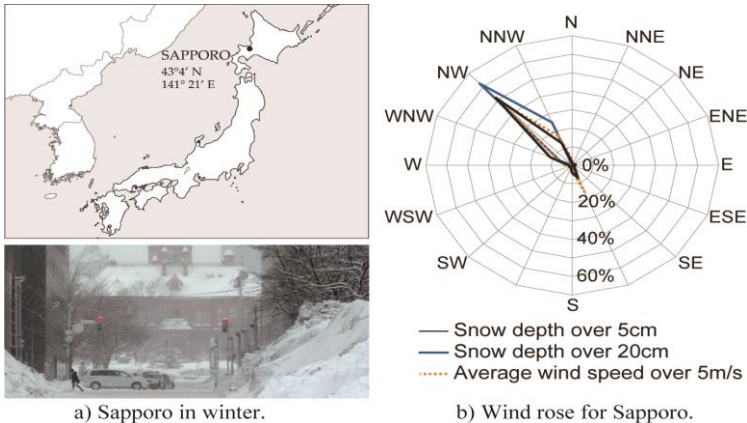 SAPPORO
43°4' N
141° 21' E
a) Sapporo in winter.
N
NNW
NNE
NW
NE
WNW
ENE
W
0%
E
20%
WSW
ESE
40%
SW
SE
60%
S
Snow depth over 5cm
Snow depth over 20cm
Average wind speed over 5m/s
b) Wind rose for Sapporo.